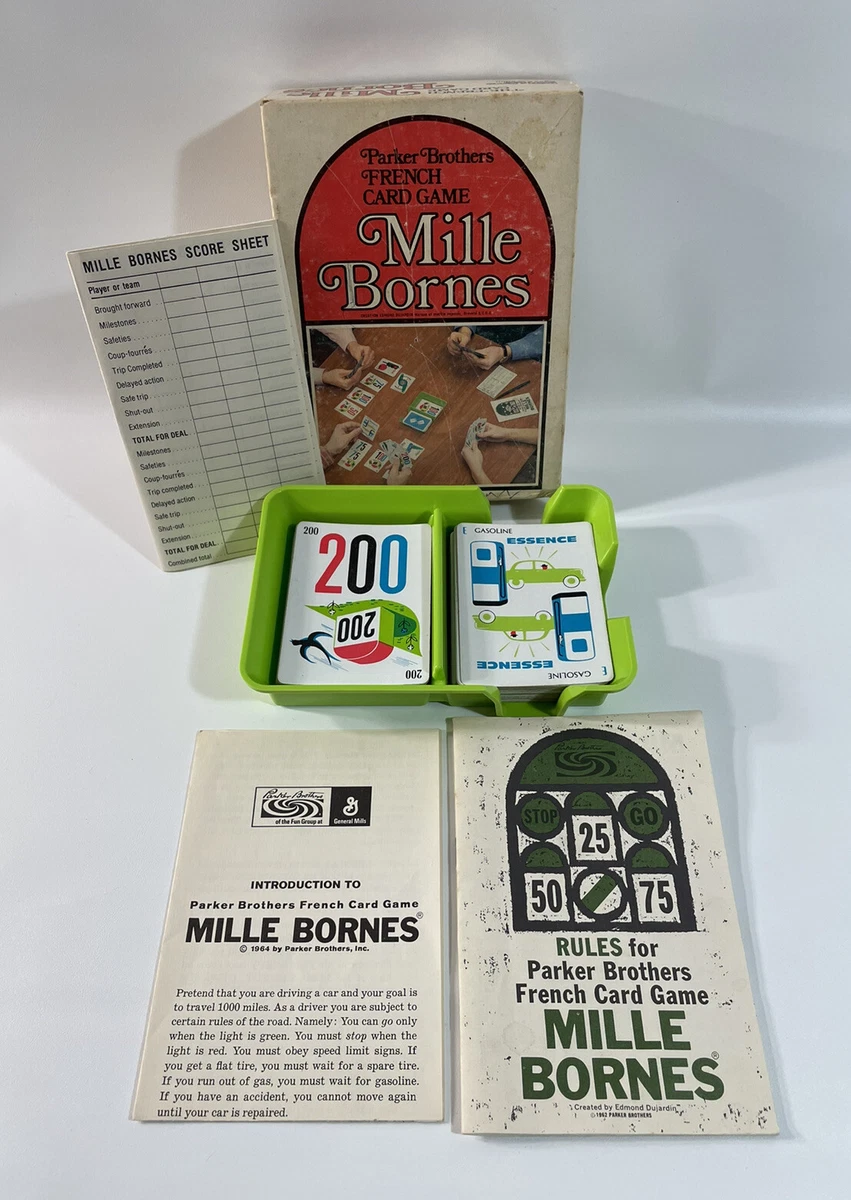 Mille Bornes
Parker Brothers
FRENCH
CARD GAME
Mille
Bornes
MILLE BORNES SCORE SHEET
Player or team
Brought forward
Milestones
Safeties
Coup-fourrés
Trip Completed
Delayed action
Safe trip
Shut-out
Extension
TOTAL FOR DEAL
Milestones
Safeties
Coup-fourrés
Trip completed
Delayed action
Safe trip
Shut-out
Extension
TOTAL FOR DEAL
Combined total
200
200
200
200
E GASOLINE
ESSENCE
ESSENCE
GASOLINE E
Parker Brothers
of the Fun Group at
General Mills
INTRODUCTION TO
Parker Brothers French Card Game
MILLE BORNES®
© 1964 by Parker Brothers, Inc.
Pretend that you are driving a car and your goal is
to travel 1000 miles. As a driver you are subject to
certain rules of the road. Namely: You can go only
when the light is green. You must stop when the
light is red. You must obey speed limit signs. If
you get a flat tire, you must wait for a spare tire.
If you run out of gas, you must wait for gasoline.
If you have an accident, you cannot move again
until your car is repaired.
Parker Brothers
STOP
25
GO
50
75
RULES for
Parker Brothers
French Card Game
MILLE
BORNES®
Created by Edmond Dujardin
© 1962 PARKER BROTHERS